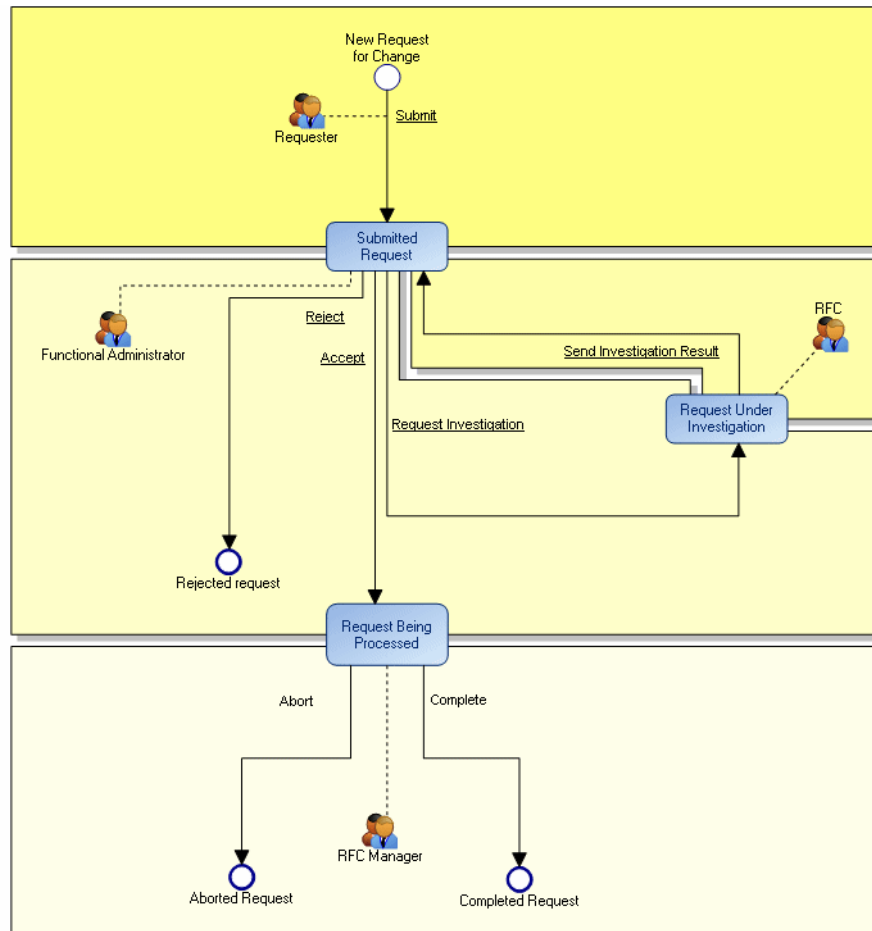 New Request
for Change
Submit
Requester
Submitted
Request
Reject
RFC
Functional Administrator
Accept
Send Investigation Result
Request Under
Investigation
Request Investigation
Rejected request
Request Being
Processed
Abort
Complete
RFC Manager
Aborted Request
Completed Request